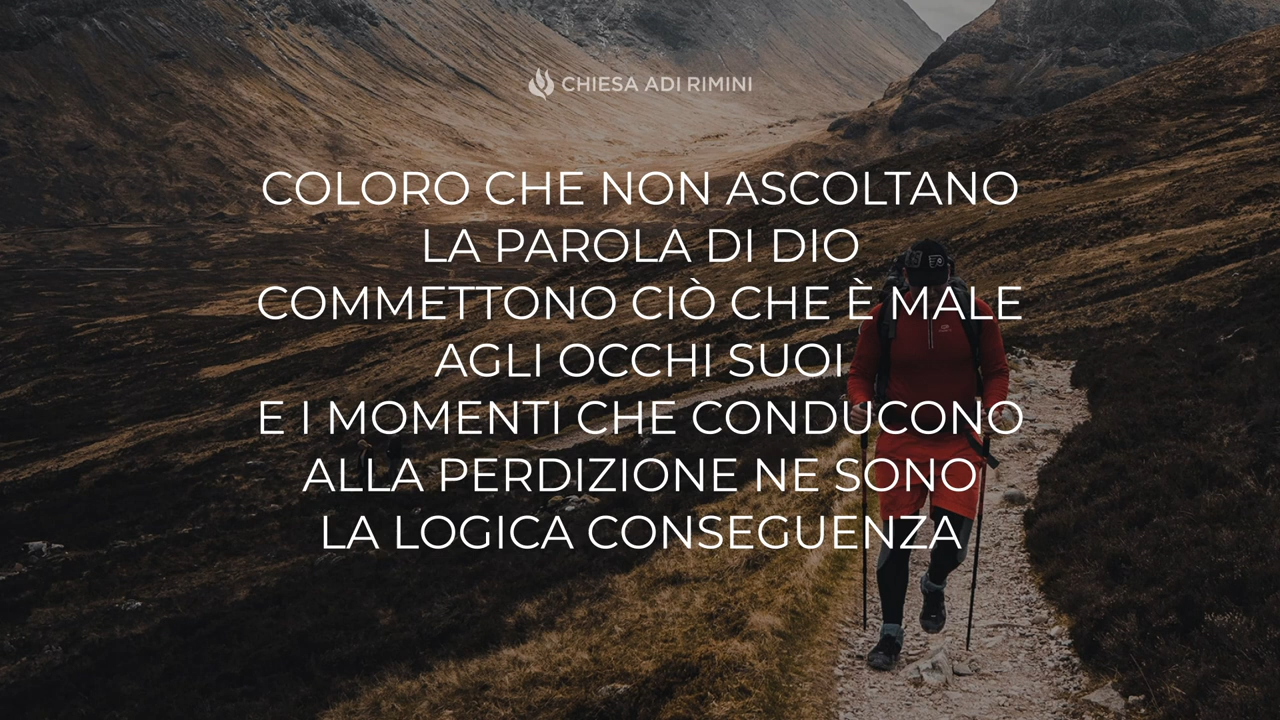 CHIESA ADI RIMINI
COLORO CHE NON ASCOLTANO
LA PAROLA DI DIO
COMMETTONO CIÒ CHE È MALE
AGLI OCCHI SUOI
E I MOMENTI CHE CONDUCONO
ALLA PERDIZIONE NE SONO
LA LOGICA CONSEGUENZA